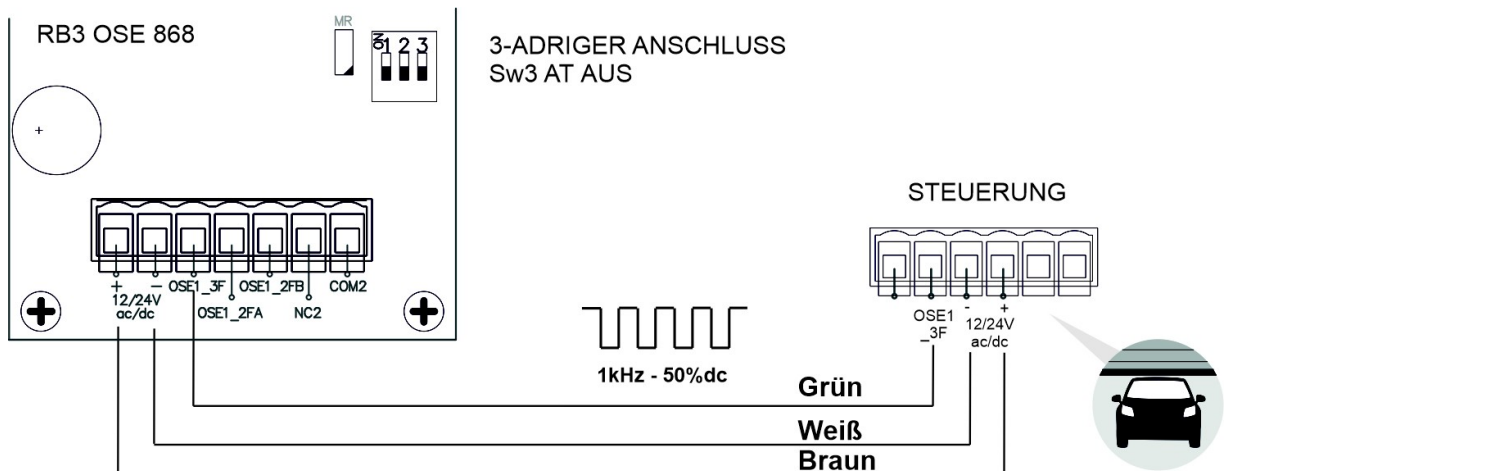 RB3 OSE 868
MR
ON
1 2 3
3-ADRIGER ANSCHLUSS
Sw3 AT AUS
STEUERUNG
+ − OSE1_3F OSE1_2FB COM2
12/24V
ac/dc
OSE1_2FA NC2
OSE1
_3F
- +
12/24V
ac/dc
1kHz - 50%dc
Grün
Weiß
Braun